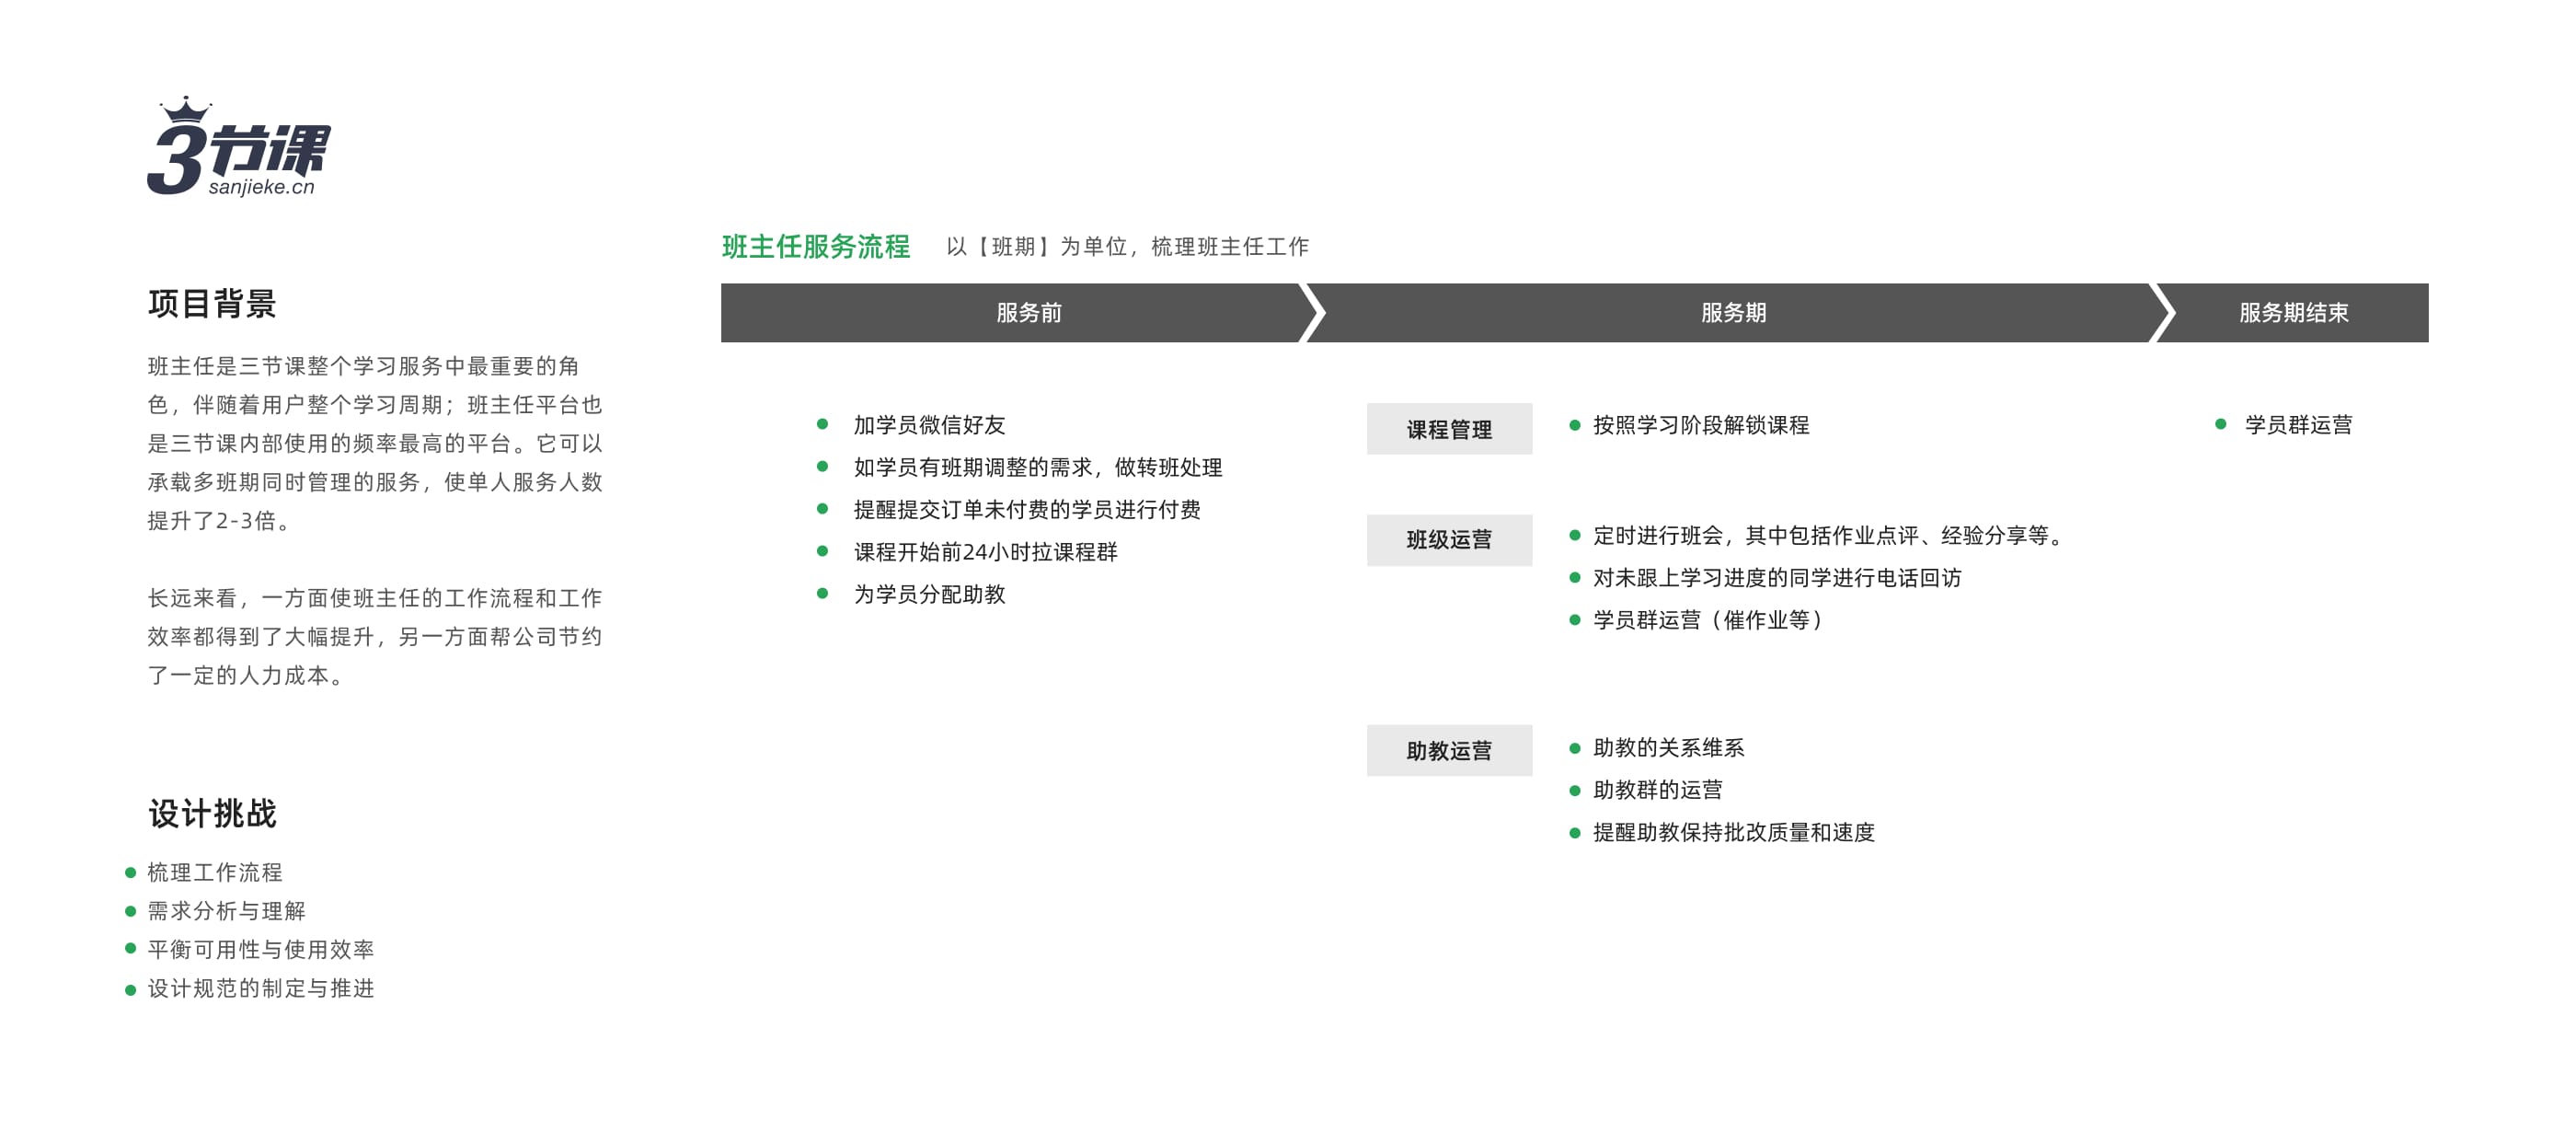 3节课
sanjieke.cn
项目背景
班主任是三节课整个学习服务中最重要的角
色，伴随着用户整个学习周期；班主任平台也
是三节课内部使用的频率最高的平台。它可以
承载多班期同时管理的服务，使单人服务人数
提升了2-3倍。
长远来看，一方面使班主任的工作流程和工作
效率都得到了大幅提升，另一方面帮公司节约
了一定的人力成本。
设计挑战
梳理工作流程
需求分析与理解
平衡可用性与使用效率
设计规范的制定与推进
班主任服务流程 以【班期】为单位，梳理班主任工作
服务前
服务期
服务期结束
加学员微信好友
如学员有班期调整的需求，做转班处理
提醒提交订单未付费的学员进行付费
课程开始前24小时拉课程群
为学员分配助教
课程管理
按照学习阶段解锁课程
班级运营
定时进行班会，其中包括作业点评、经验分享等。
对未跟上学习进度的同学进行电话回访
学员群运营（催作业等）
助教运营
助教的关系维系
助教群的运营
提醒助教保持批改质量和速度
学员群运营